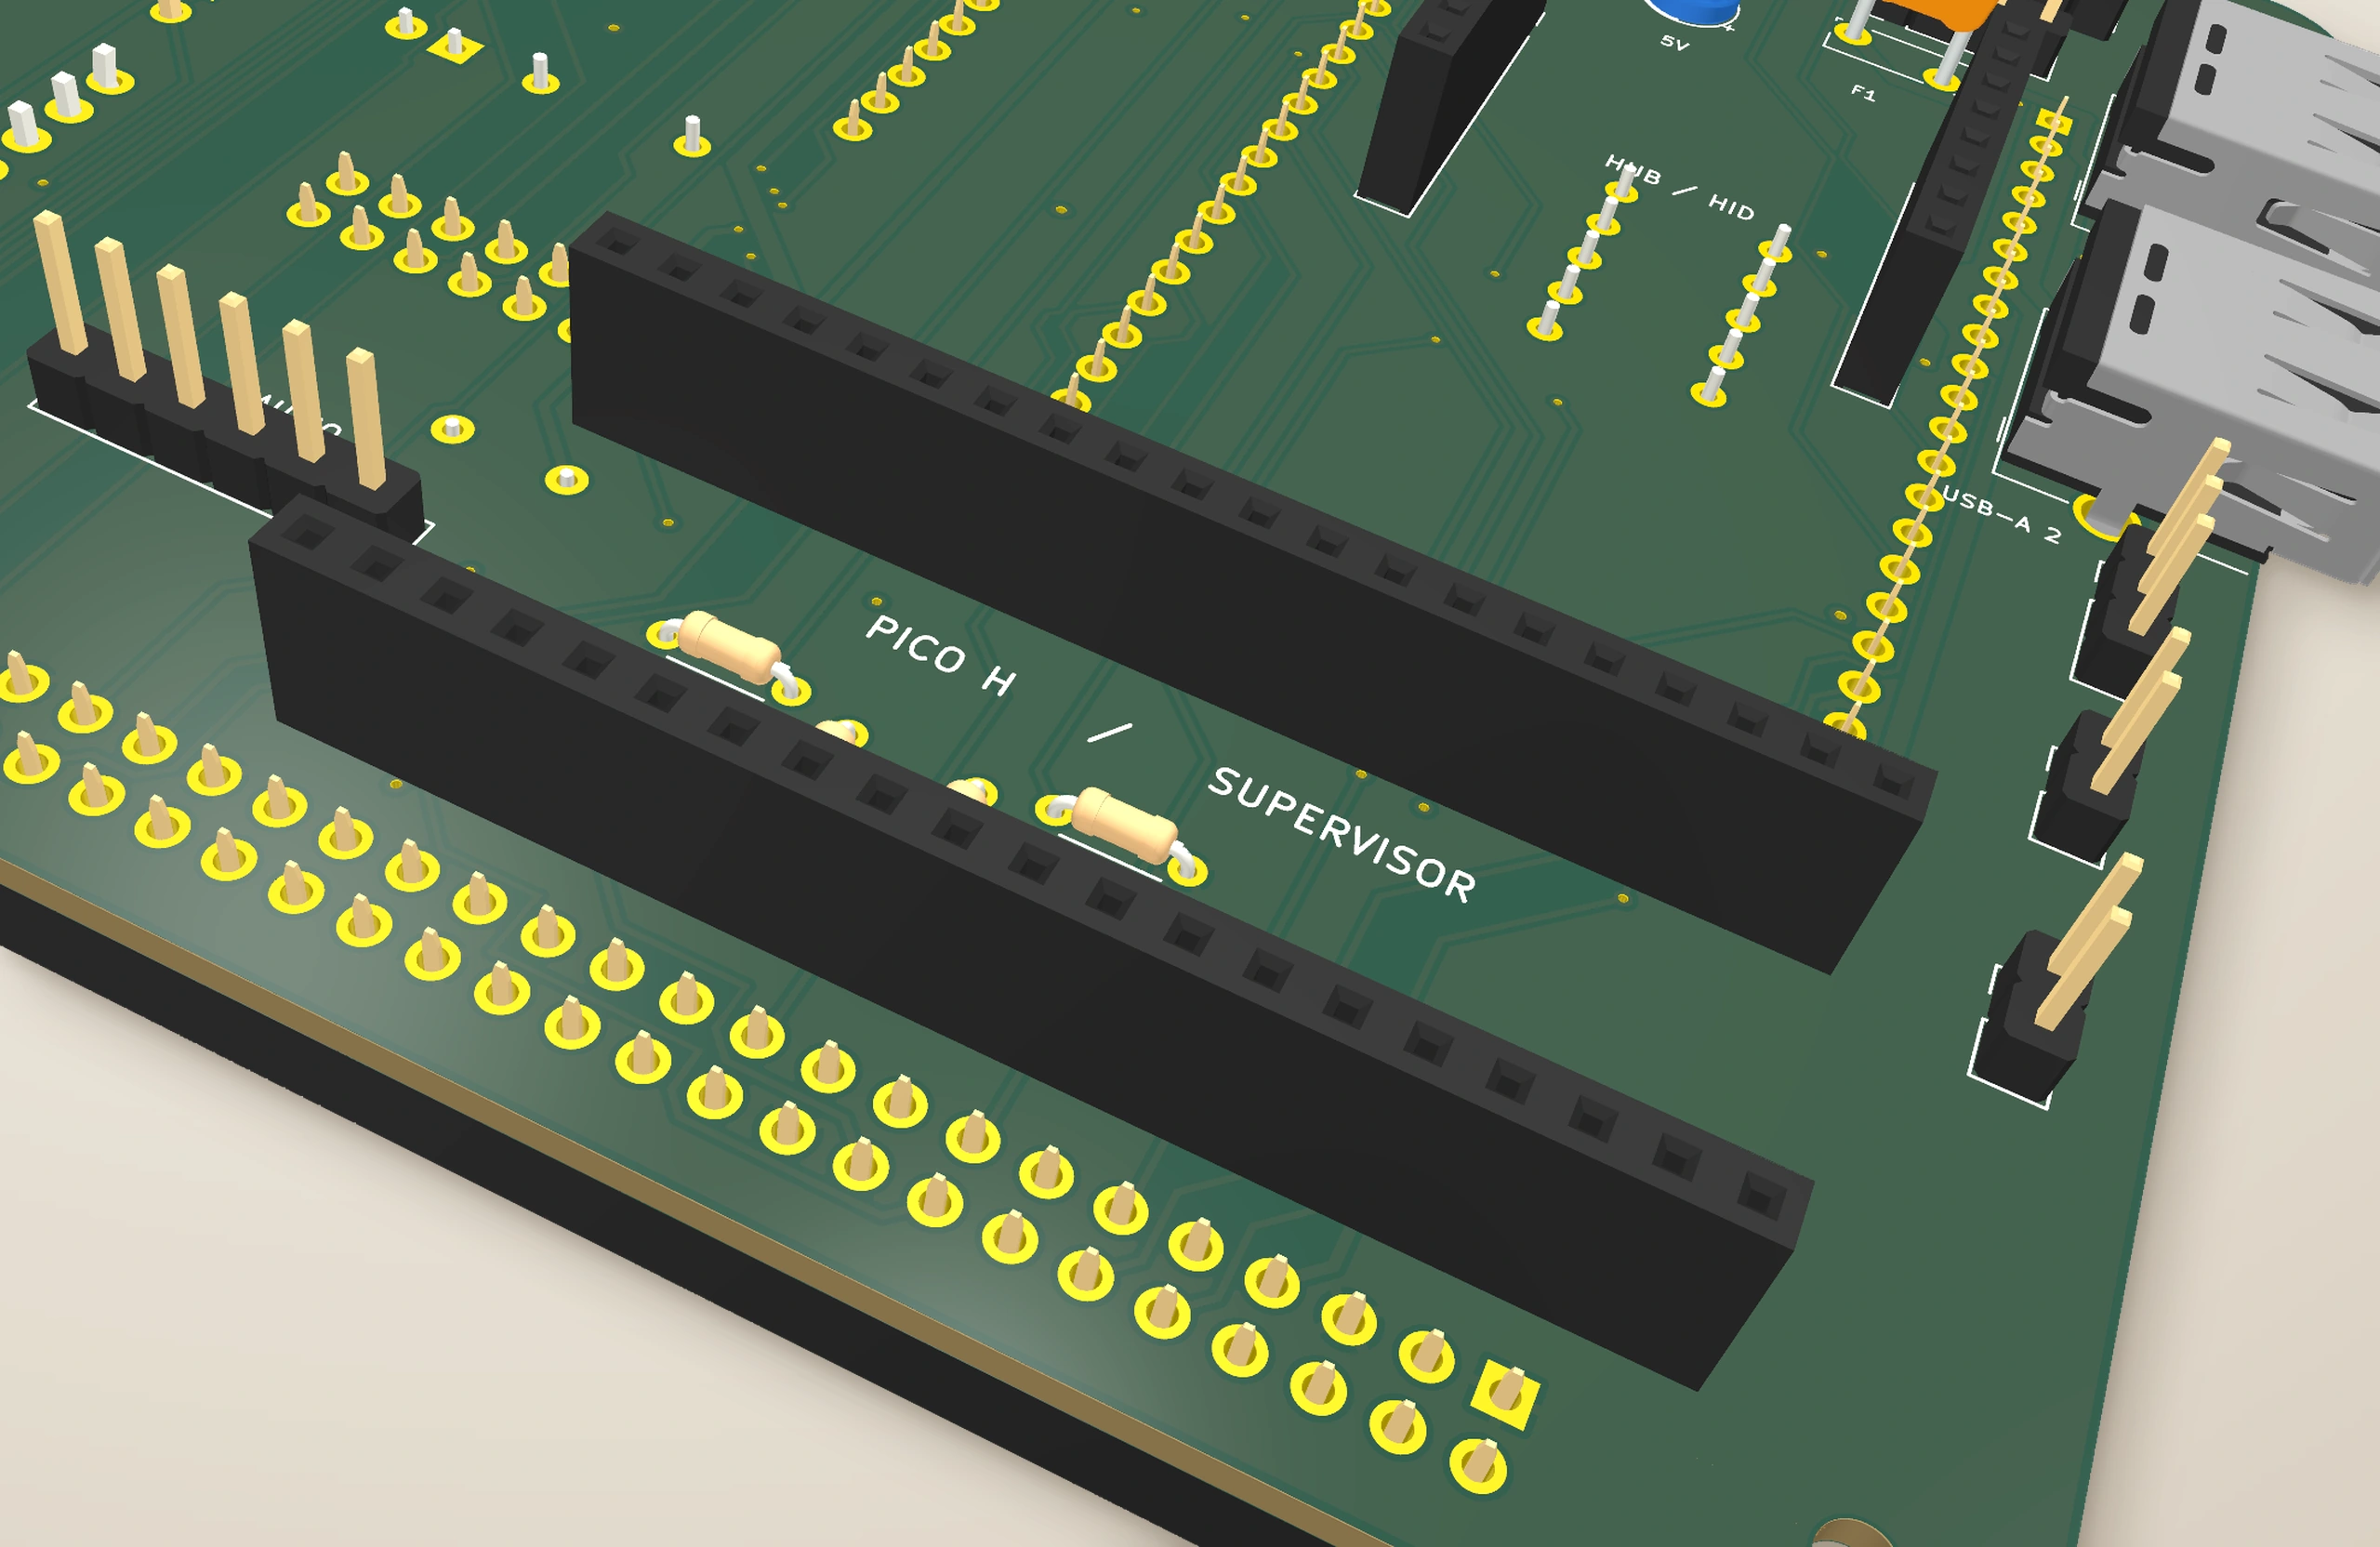 5V
+
F1
HUB / HID
USB-A 2
PICO H / SUPERVISOR